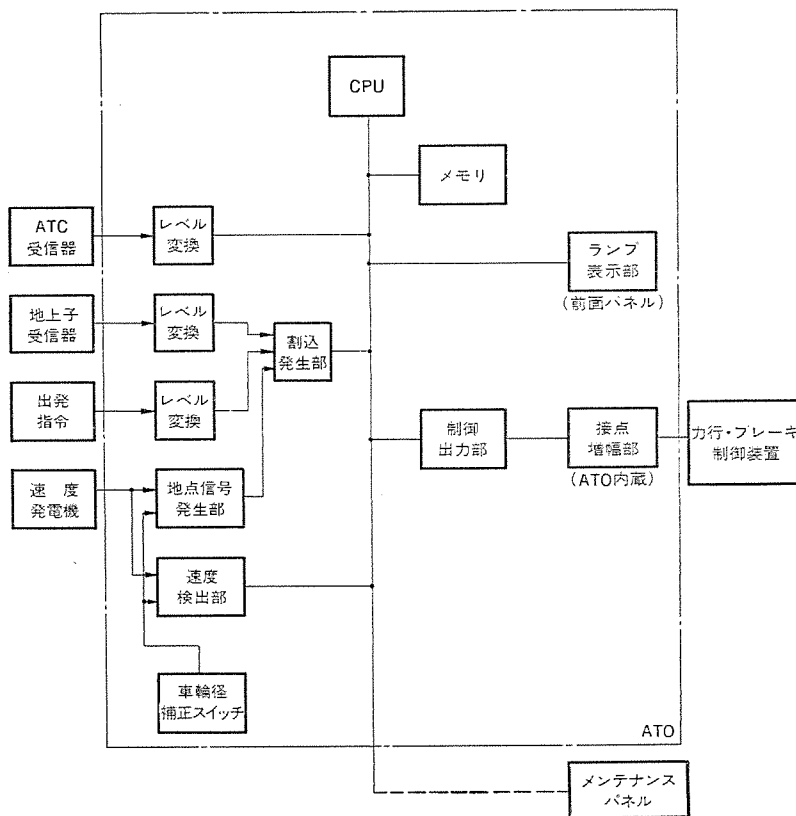 CPU
メモリ
ATC
受信器
レベル
変換
ランプ
表示部
(前面パネル)
地上子
受信器
レベル
変換
割込
発生部
出発
指令
レベル
変換
制御
出力部
接点
増幅部
(ATO内蔵)
力行・ブレーキ
制御装置
速度
発電機
地点信号
発生部
速度
検出部
車輪径
補正スイッチ
ATO
メンテナンス
パネル